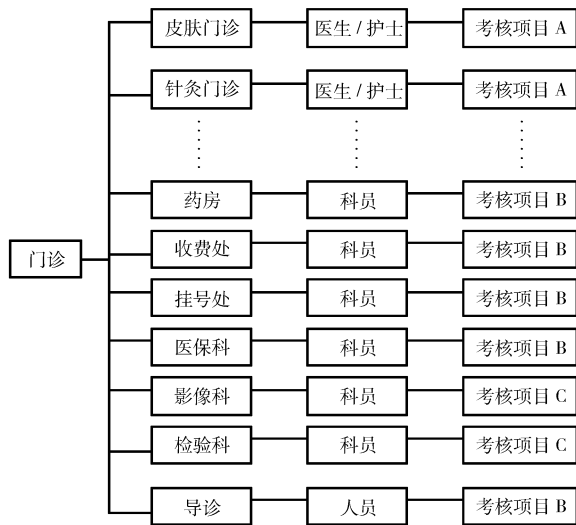 皮肤门诊 医生 / 护士 考核项目 A
针灸门诊 医生 / 护士 考核项目 A
药房 科员 考核项目 B
收费处 科员 考核项目 B
门诊
挂号处 科员 考核项目 B
医保科 科员 考核项目 B
影像科 科员 考核项目 C
检验科 科员 考核项目 C
导诊 人员 考核项目 B